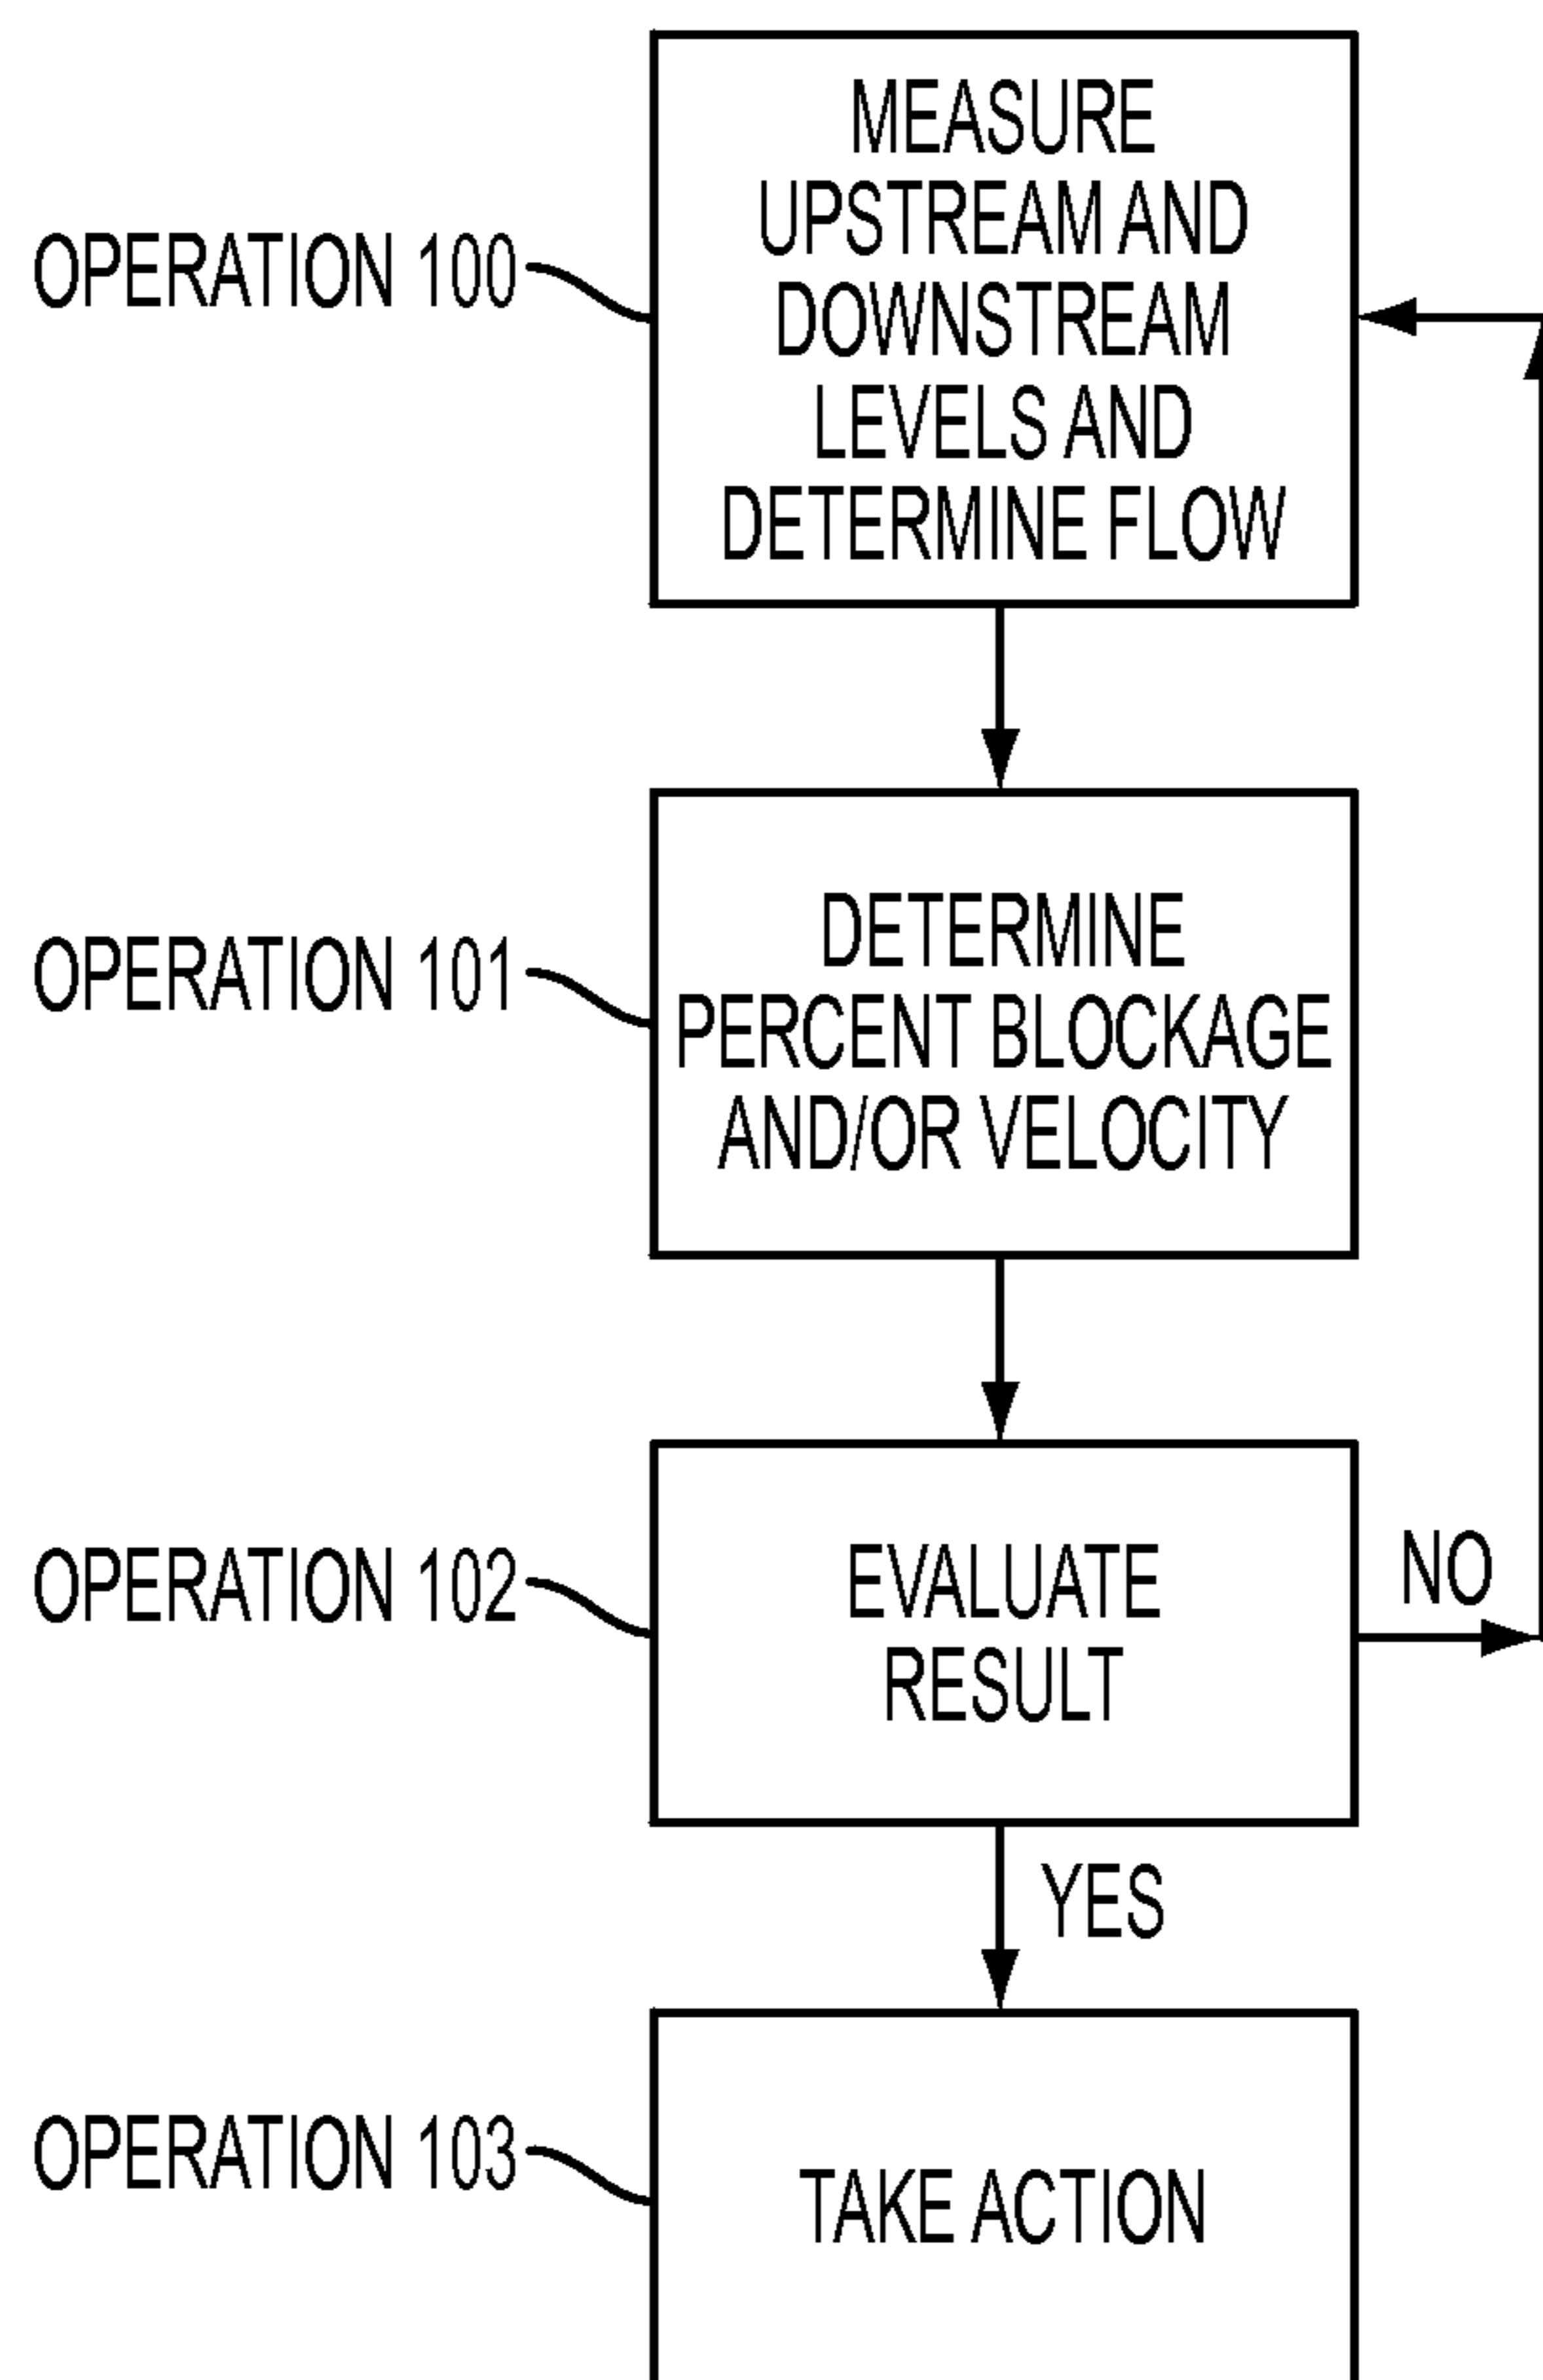 MEASURE
UPSTREAM AND
DOWNSTREAM
LEVELS AND
DETERMINE FLOW
OPERATION 100
DETERMINE
PERCENT BLOCKAGE
AND/OR VELOCITY
OPERATION 101
EVALUATE
RESULT
OPERATION 102
NO
YES
TAKE ACTION
OPERATION 103